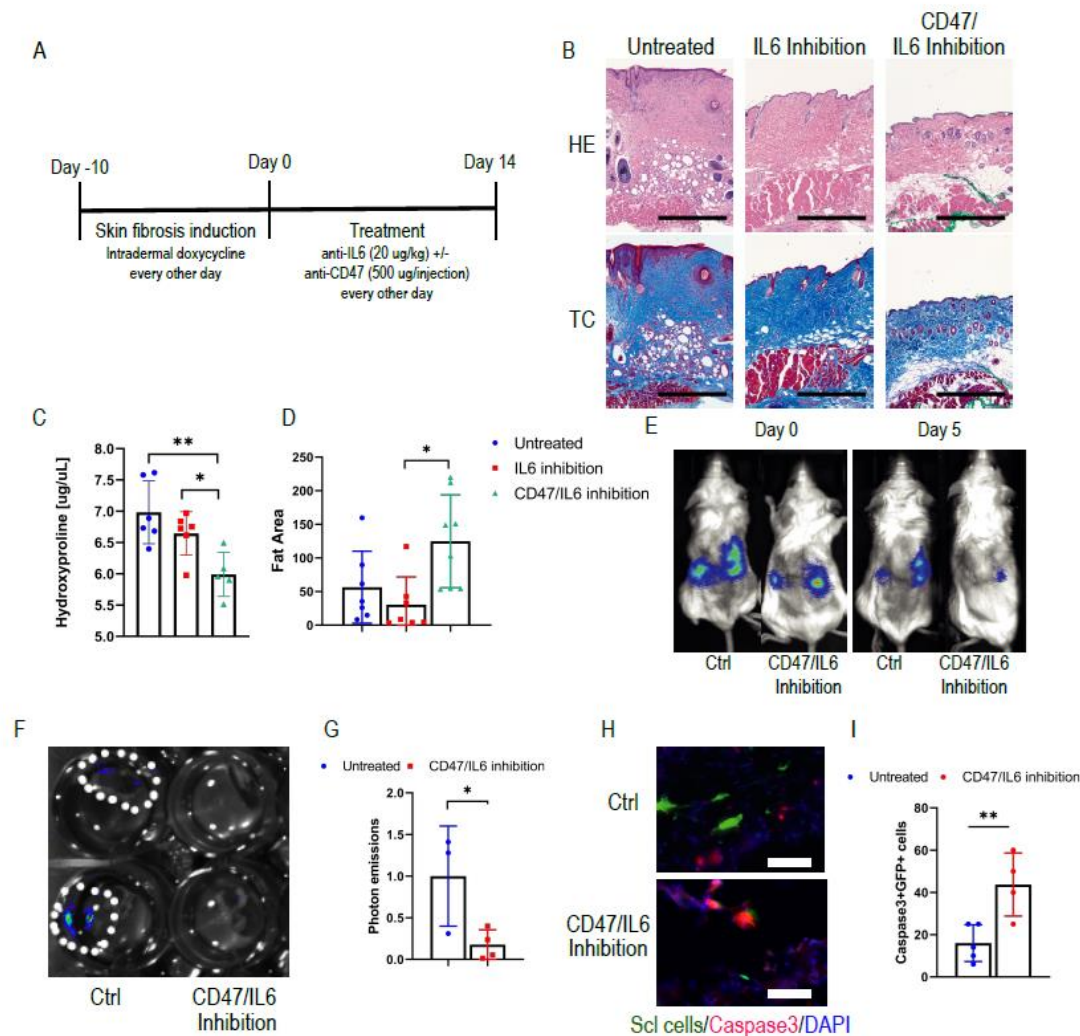 A
Day -10
Day 0
Day 14
Skin fibrosis induction
Intradermal doxycycline
every other day
Treatment
anti-IL6 (20 ug/kg) +/-
anti-CD47 (500 ug/injection)
every other day
B
Untreated
IL6 Inhibition
CD47/
IL6 Inhibition
HE
TC
C
Hydroxyproline [ug/uL]
7.5
7.0
6.5
6.0
5.5
5.0
**
*
D
Fat Area
250
200
150
100
50
0
*
Untreated
IL6 inhibition
CD47/IL6 inhibition
E
Day 0
Day 5
Ctrl
CD47/IL6
Inhibition
Ctrl
CD47/IL6
Inhibition
F
Ctrl
CD47/IL6
Inhibition
G
Untreated
CD47/IL6 inhibition
Photon emissions
2.0
1.5
1.0
0.5
0.0
*
H
Ctrl
CD47/IL6
Inhibition
Scl cells/Caspase3/DAPI
I
Untreated
CD47/IL6 inhibition
Caspase3+GFP+ cells
80
60
40
20
0
**